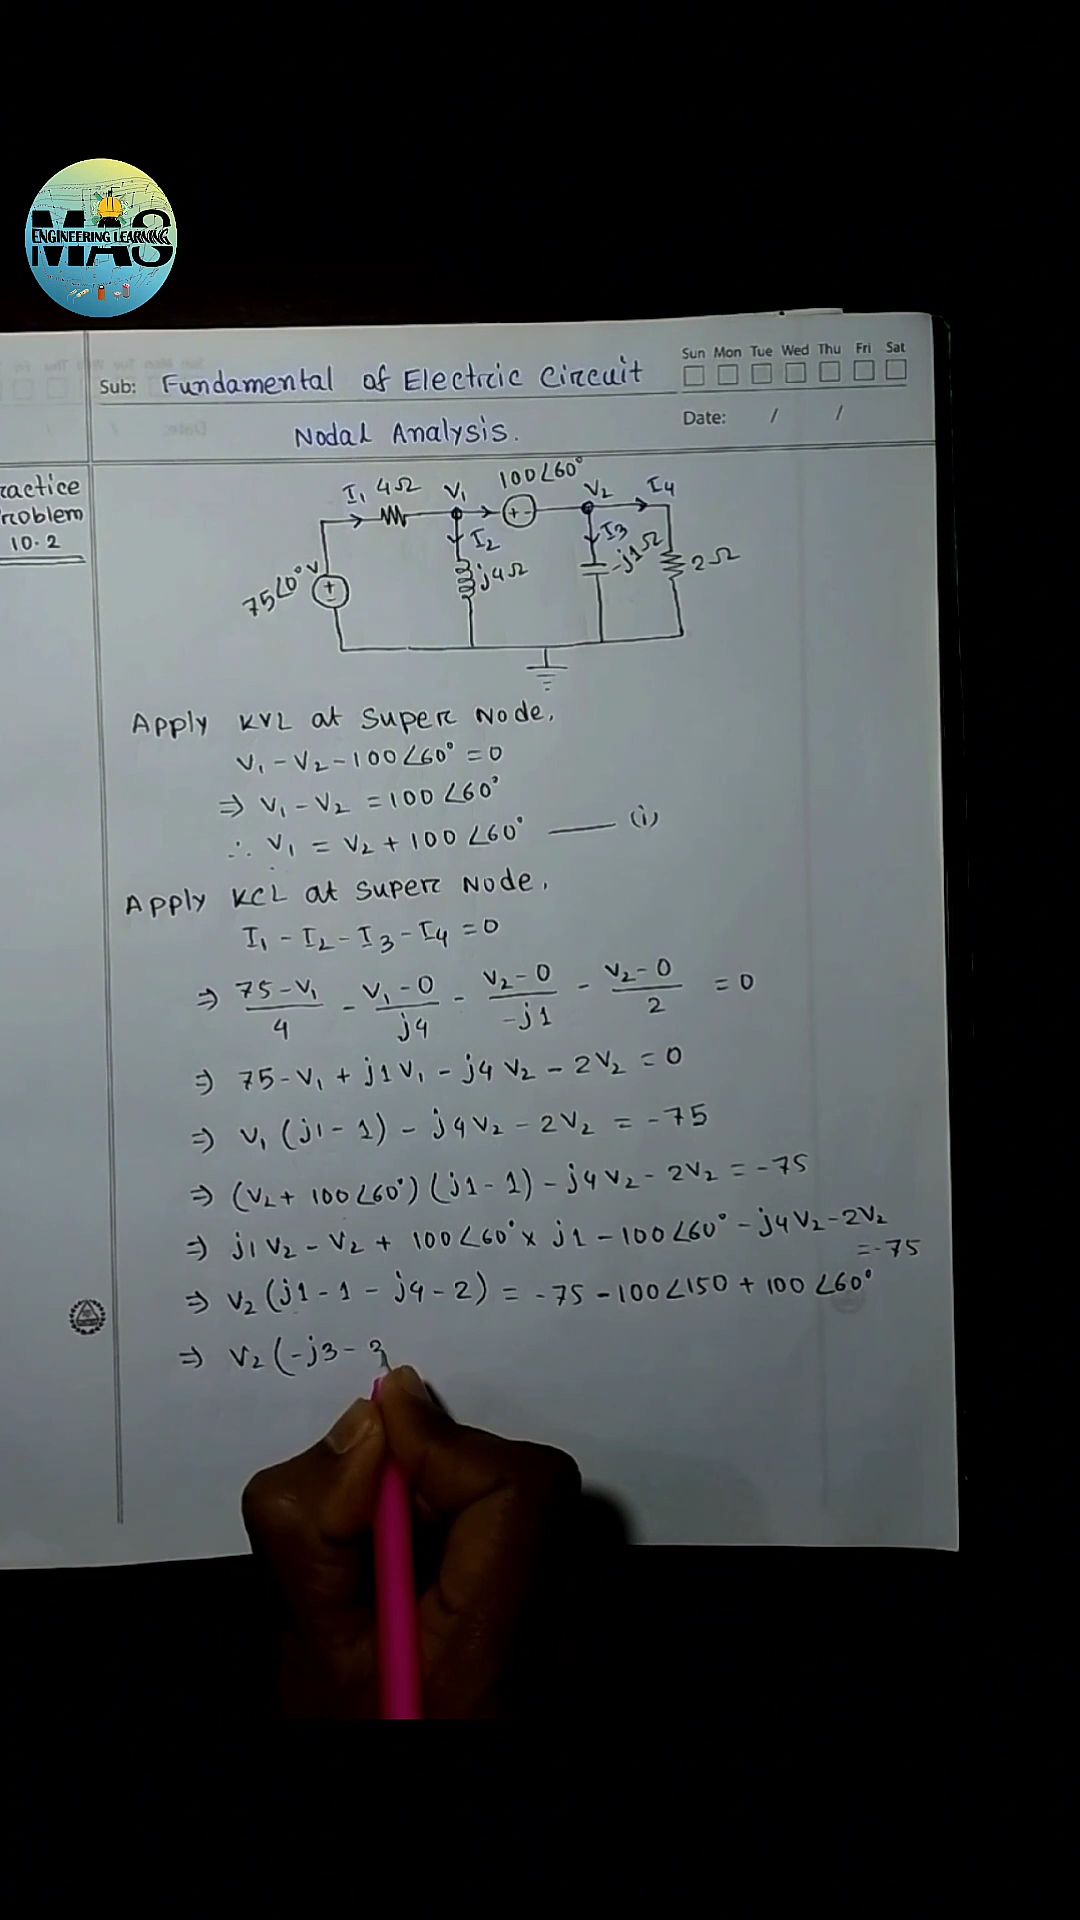 MAS
ENGINEERING LEARNING
Sub: Fundamental of Electric Circuit
Sun Mon Tue Wed Thu Fri Sat
Nodal Analysis.
Date: / /
ractice
roblem
10.2
I₁ 4Ω V₁ 100∠60° V₂ I₄
I₂ I₃
75∠0° V j4Ω -j1Ω 2Ω
+ -
Apply KVL at Super Node,
V₁ - V₂ - 100∠60° = 0
⇒ V₁ - V₂ = 100∠60°
∴ V₁ = V₂ + 100∠60° —— (i)
Apply KCL at Super Node,
I₁ - I₂ - I₃ - I₄ = 0
⇒ (75-V₁)/4 - (V₁-0)/j4 - (V₂-0)/-j1 - (V₂-0)/2 = 0
⇒ 75 - V₁ + j1V₁ - j4V₂ - 2V₂ = 0
⇒ V₁ (j1 - 1) - j4V₂ - 2V₂ = -75
⇒ (V₂ + 100∠60°) (j1 - 1) - j4V₂ - 2V₂ = -75
⇒ j1V₂ - V₂ + 100∠60° × j1 - 100∠60° - j4V₂ - 2V₂
= -75
⇒ V₂ (j1 - 1 - j4 - 2) = -75 - 100∠150 + 100∠60°
⇒ V₂ (-j3 - 3